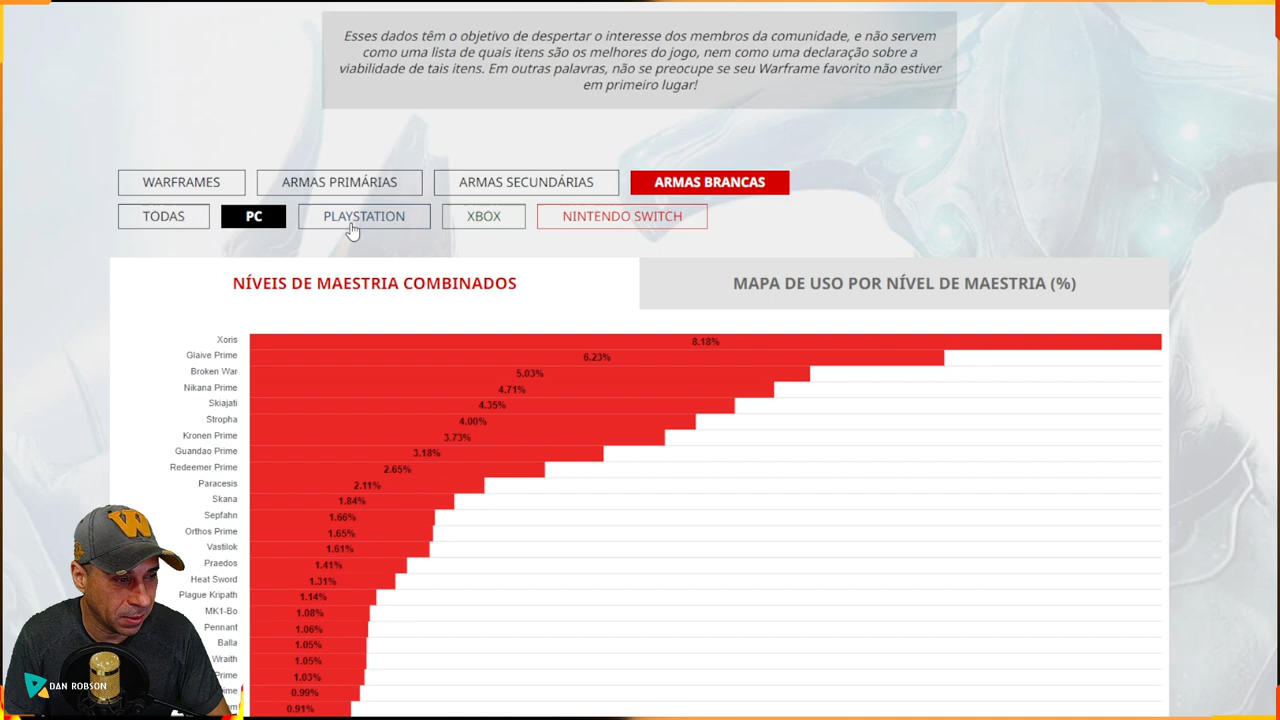 Esses dados têm o objetivo de despertar o interesse dos membros da comunidade, e não servem
como uma lista de quais itens são os melhores do jogo, nem como uma declaração sobre a
viabilidade de tais itens. Em outras palavras, não se preocupe se seu Warframe favorito não estiver
em primeiro lugar!
WARFRAMES ARMAS PRIMÁRIAS ARMAS SECUNDÁRIAS ARMAS BRANCAS
TODAS PC PLAYSTATION XBOX NINTENDO SWITCH
NÍVEIS DE MAESTRIA COMBINADOS MAPA DE USO POR NÍVEL DE MAESTRIA (%)
Xoris 8.18%
Glaive Prime 6.23%
Broken War 5.03%
Nikana Prime 4.71%
Skiajati 4.35%
Stropha 4.00%
Kronen Prime 3.73%
Guandao Prime 3.18%
Redeemer Prime 2.65%
Paracesis 2.11%
Skana 1.84%
Sepfahn 1.66%
Orthos Prime 1.65%
Vastilok 1.61%
Praedos 1.41%
Heat Sword 1.31%
Plague Kripath 1.14%
MK1-Bo 1.08%
Pennant 1.06%
Balla 1.05%
Wraith 1.05%
Prime 1.03%
0.99%
0.91%
W
DAN ROBSON